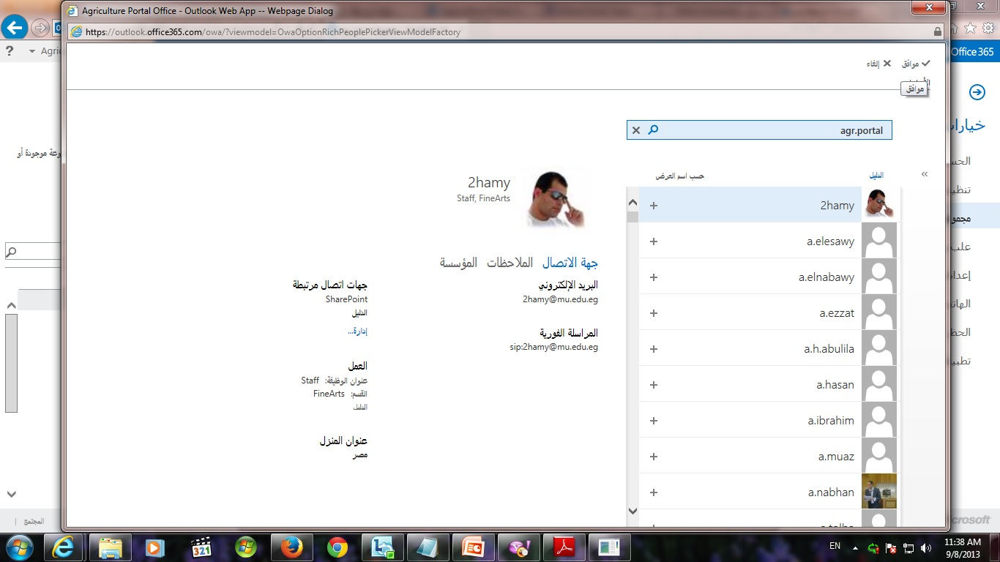 Agriculture Portal Office - Outlook Web App -- Webpage Dialog
https://outlook.office365.com/owa/?viewmodel=OwaOptionRichPeoplePickerViewModelFactory
? Agric
Office 365
موافق إلغاء
موافق
agr.portal
خيارات
وعة موجودة أو
الدليل حسب اسم العرض
2hamy
Staff, FineArts
2hamy
a.elesawy
a.elnabawy
a.ezzat
a.h.abulila
a.hasan
a.ibrahim
a.muaz
a.nabhan
جهة الاتصال الملاحظات المؤسسة
البريد الإلكتروني
2hamy@mu.edu.eg
المراسلة الفورية
sip:2hamy@mu.edu.eg
جهات اتصال مرتبطة
SharePoint
الدليل
إدارة...
العمل
عنوان الوظيفة: Staff
القسم: FineArts
الدليل
عنوان المنزل
مصر
المجتمع
crosoft
321
EN
11:38 AM
9/8/2013